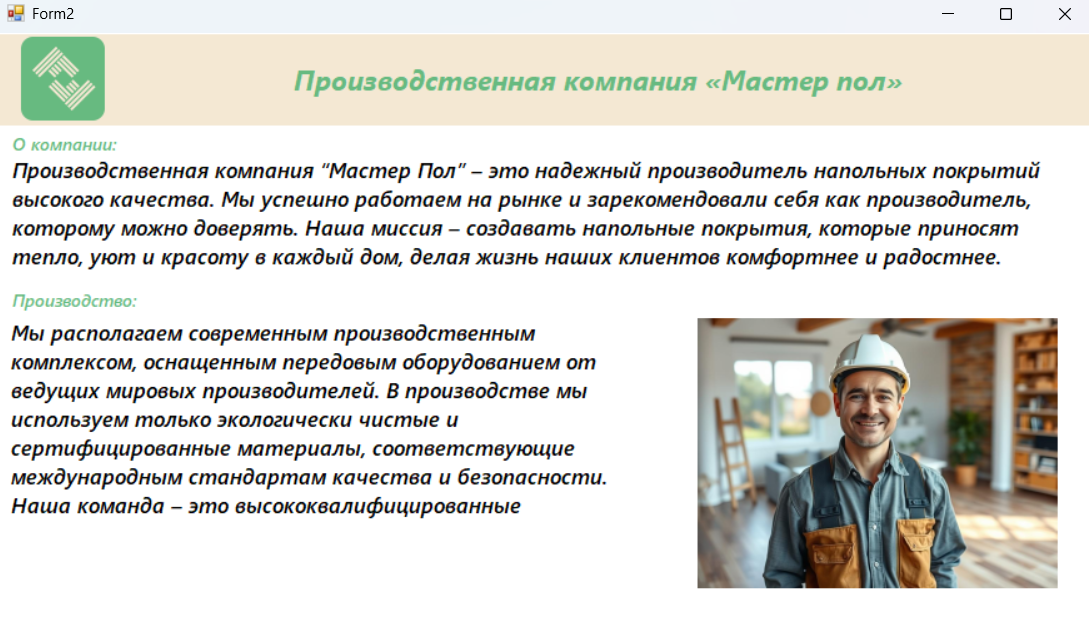 Form2
Производственная компания «Мастер пол»
О компании:
Производственная компания “Мастер Пол” – это надежный производитель напольных покрытий
высокого качества. Мы успешно работаем на рынке и зарекомендовали себя как производитель,
которому можно доверять. Наша миссия – создавать напольные покрытия, которые приносят
тепло, уют и красоту в каждый дом, делая жизнь наших клиентов комфортнее и радостнее.
Производство:
Мы располагаем современным производственным
комплексом, оснащенным передовым оборудованием от
ведущих мировых производителей. В производстве мы
используем только экологически чистые и
сертифицированные материалы, соответствующие
международным стандартам качества и безопасности.
Наша команда – это высококвалифицированные